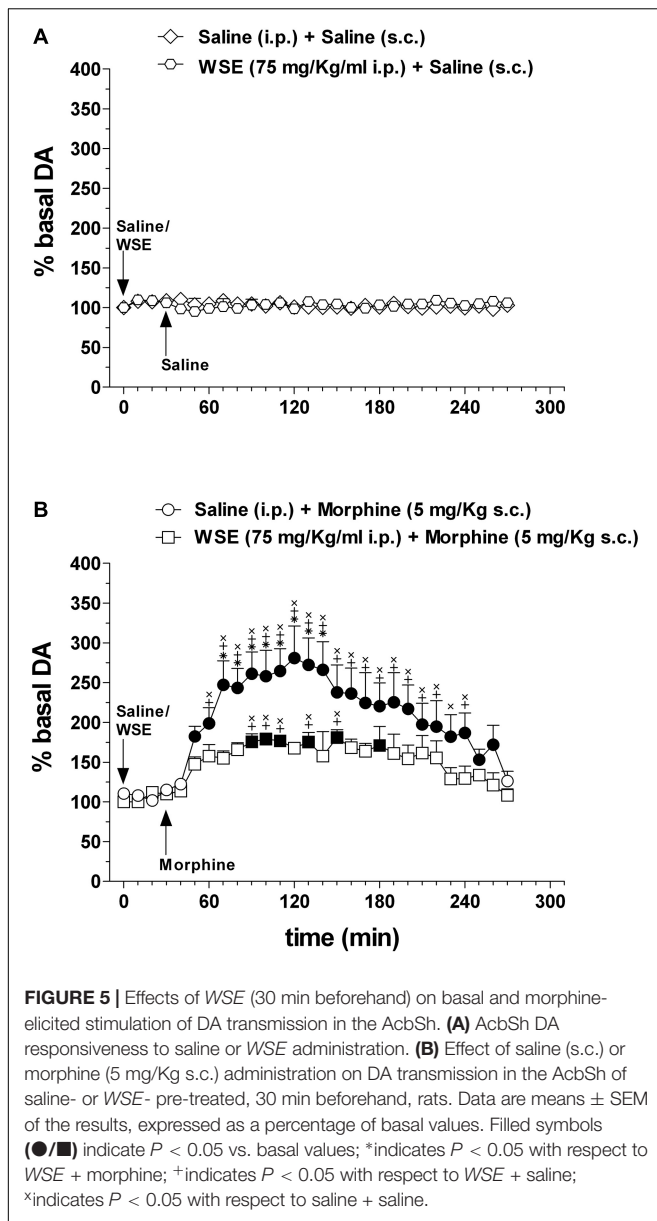 A
Saline (i.p.) + Saline (s.c.)
WSE (75 mg/Kg/ml i.p.) + Saline (s.c.)
400
350
300
250
200
150
100
50
0
% basal DA
Saline/
WSE
Saline
0 60 120 180 240 300
B
Saline (i.p.) + Morphine (5 mg/Kg s.c.)
WSE (75 mg/Kg/ml i.p.) + Morphine (5 mg/Kg s.c.)
400
350
300
250
200
150
100
50
0
% basal DA
Saline/
WSE
Morphine
0 60 120 180 240 300
time (min)
FIGURE 5 | Effects of WSE (30 min beforehand) on basal and morphine-
elicited stimulation of DA transmission in the AcbSh. (A) AcbSh DA
responsiveness to saline or WSE administration. (B) Effect of saline (s.c.) or
morphine (5 mg/Kg s.c.) administration on DA transmission in the AcbSh of
saline- or WSE- pre-treated, 30 min beforehand, rats. Data are means ± SEM
of the results, expressed as a percentage of basal values. Filled symbols
(●/■) indicate P < 0.05 vs. basal values; *indicates P < 0.05 with respect to
WSE + morphine; +indicates P < 0.05 with respect to WSE + saline;
xindicates P < 0.05 with respect to saline + saline.